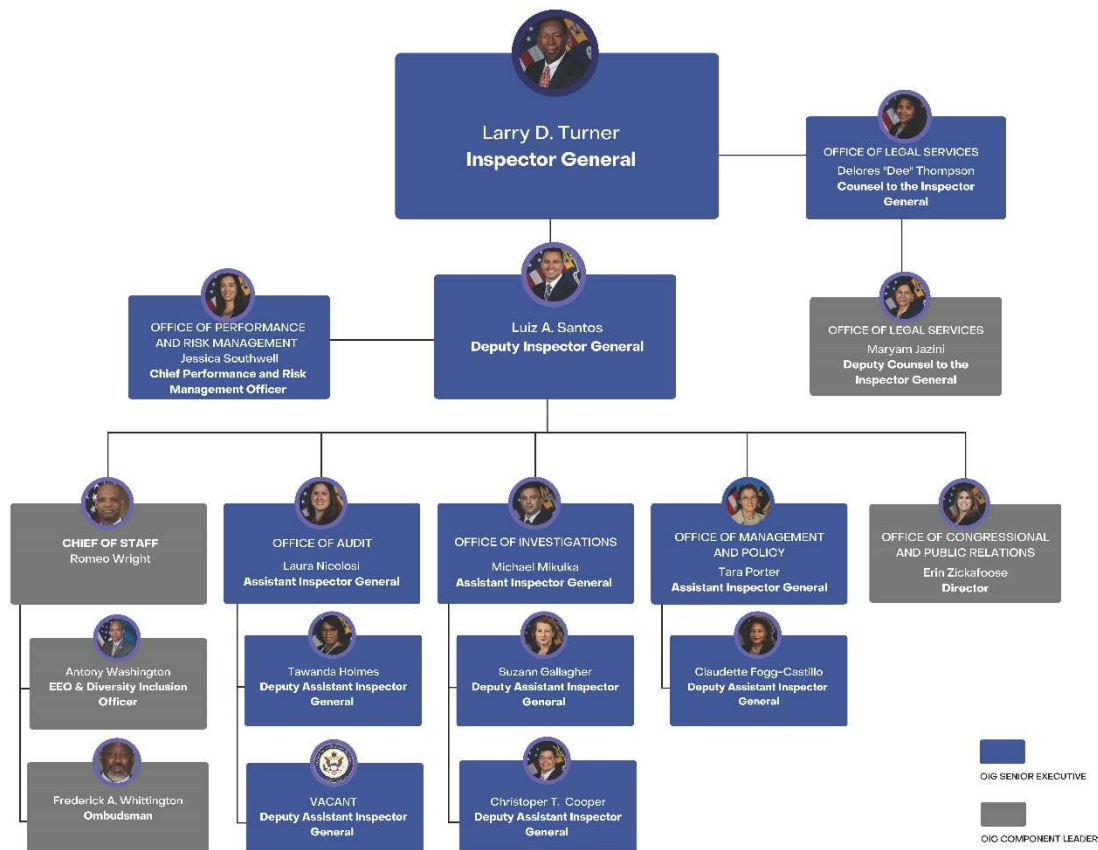 Larry D. Turner
Inspector General
OFFICE OF LEGAL SERVICES
Delores "Dee" Thompson
Counsel to the Inspector
General
OFFICE OF PERFORMANCE
AND RISK MANAGEMENT
Jessica Southwell
Chief Performance and Risk
Management Officer
Luiz A. Santos
Deputy Inspector General
OFFICE OF LEGAL SERVICES
Maryam Jazini
Deputy Counsel to the
Inspector General
CHIEF OF STAFF
Romeo Wright
OFFICE OF AUDIT
Laura Nicolosi
Assistant Inspector General
OFFICE OF INVESTIGATIONS
Michael Mikulka
Assistant Inspector General
OFFICE OF MANAGEMENT
AND POLICY
Tara Porter
Assistant Inspector General
OFFICE OF CONGRESSIONAL
AND PUBLIC RELATIONS
Erin Zickafoose
Director
Antony Washington
EEO & Diversity Inclusion
Officer
Tawanda Holmes
Deputy Assistant Inspector
General
Suzann Gallagher
Deputy Assistant Inspector
General
Claudette Fogg-Castillo
Deputy Assistant Inspector
General
Frederick A. Whittington
Ombudsman
VACANT
Deputy Assistant Inspector
General
Christoper T. Cooper
Deputy Assistant Inspector
General
OIG SENIOR EXECUTIVE
OIG COMPONENT LEADER